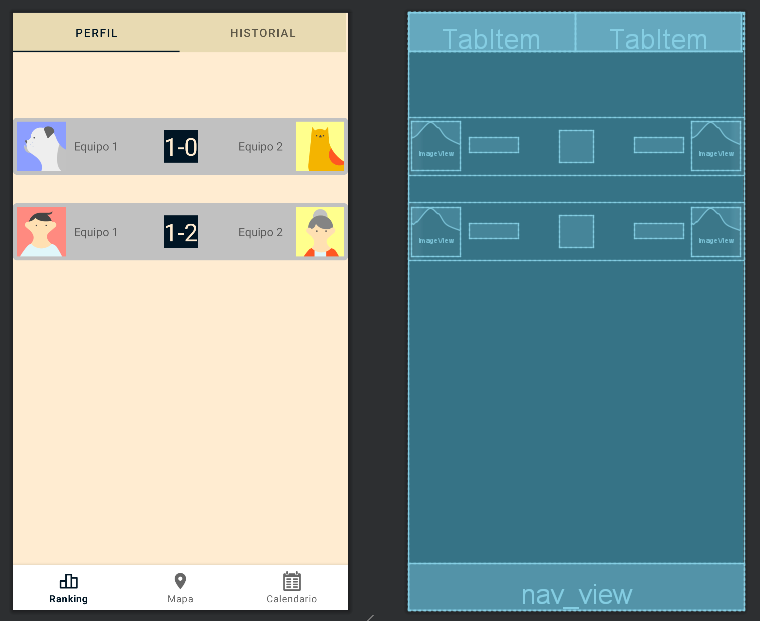 PERFIL HISTORIAL
Equipo 1 1-0 Equipo 2
Equipo 1 1-2 Equipo 2
Ranking Mapa Calendario
TabItem TabItem
ImageView ImageView
ImageView ImageView
nav_view